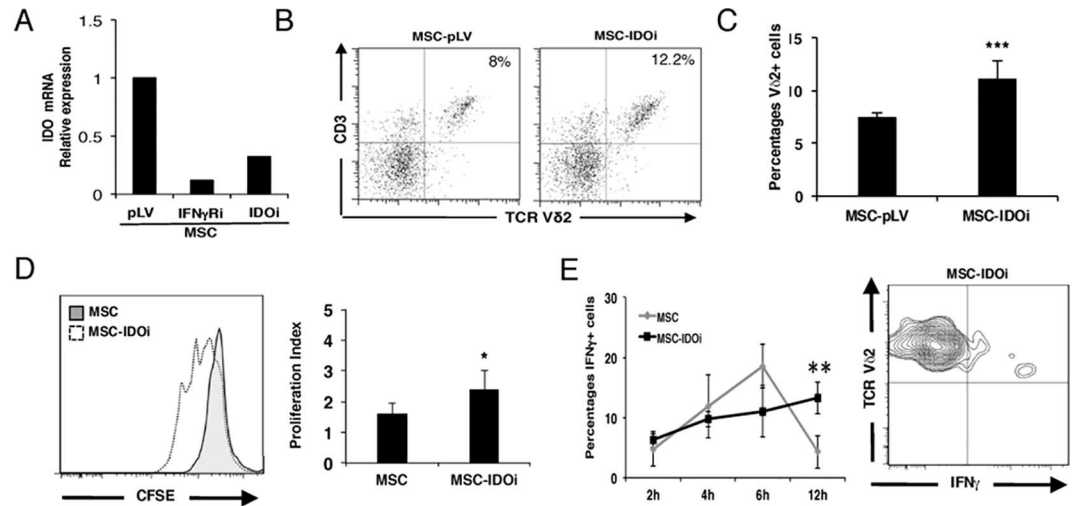 A
IDO mRNA
Relative expression
1.5
1
0.5
0
pLV
IFNγRi
IDOi
MSC
B
MSC-pLV
MSC-IDOi
8%
12.2%
CD3
TCR Vδ2
C
Percentages Vδ2+ cells
15
10
5
0
***
MSC-pLV
MSC-IDOi
D
MSC
MSC-IDOi
CFSE
Proliferation Index
5
4
3
2
1
0
*
MSC
MSC-IDOi
E
Percentages IFNγ+ cells
30
20
10
0
MSC
MSC-IDOi
**
2h
4h
6h
12h
MSC-IDOi
TCR Vδ2
IFNγ